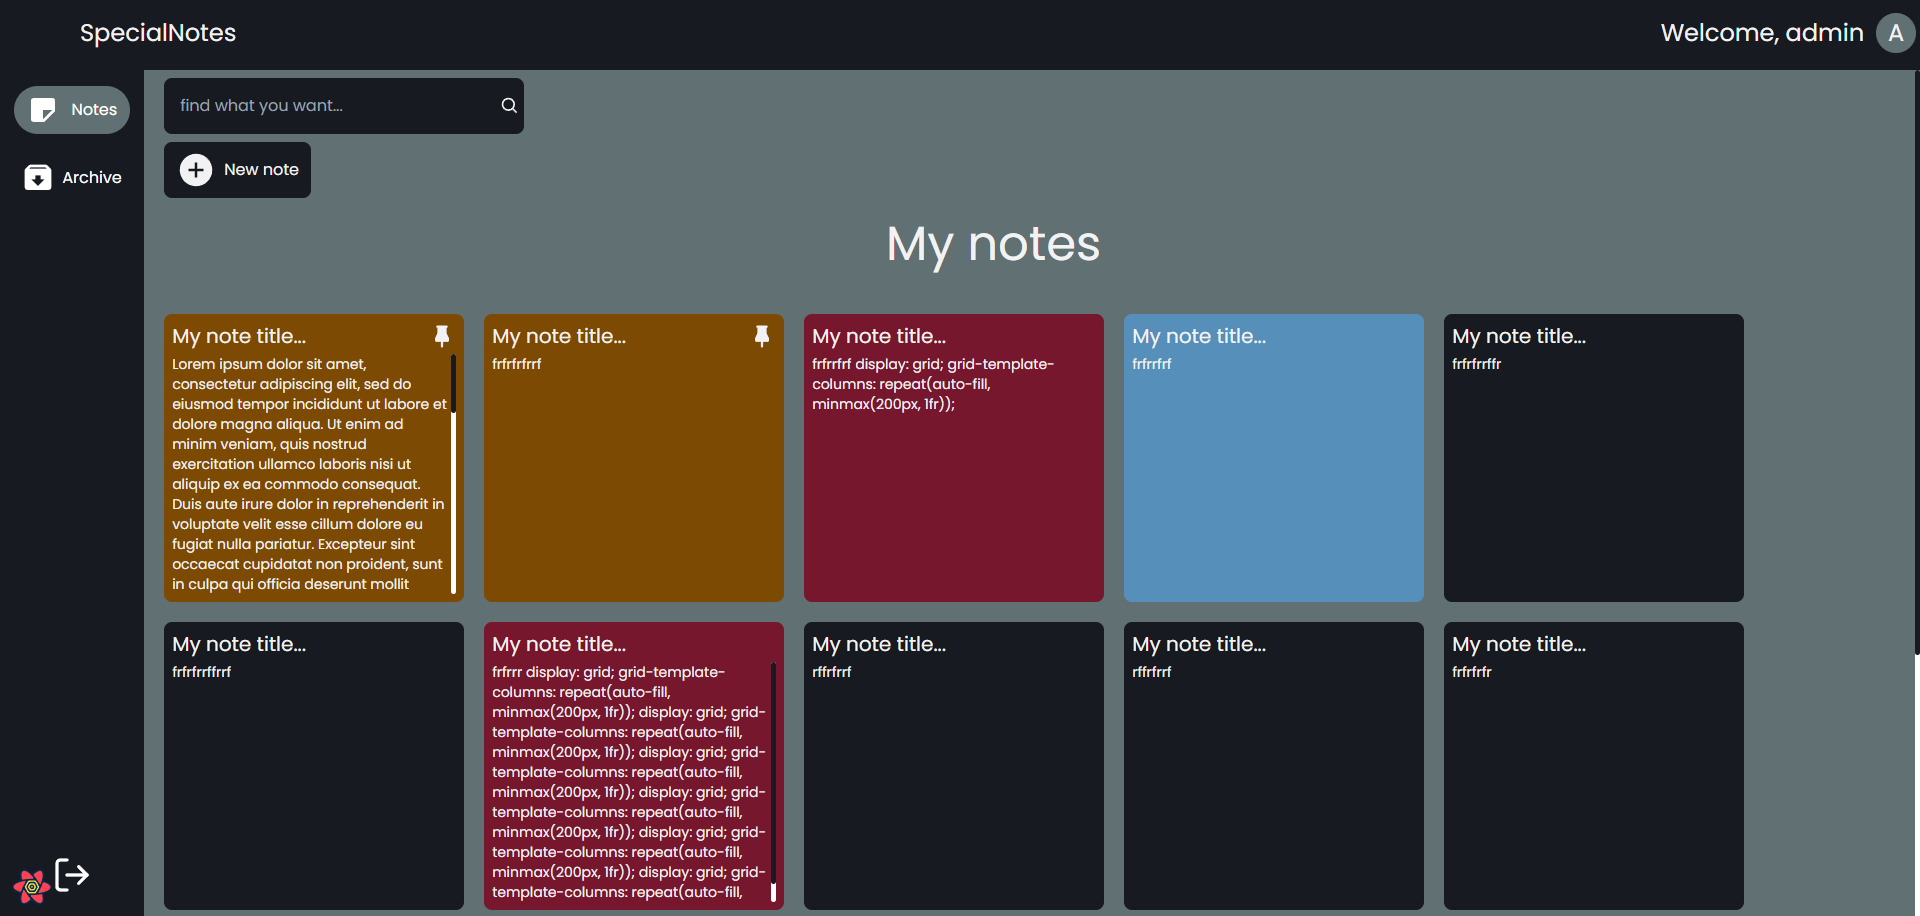 SpecialNotes
Welcome, admin
A
Notes
Archive
find what you want...
New note
My notes
My note title...
Lorem ipsum dolor sit amet,
consectetur adipiscing elit, sed do
eiusmod tempor incididunt ut labore et
dolore magna aliqua. Ut enim ad
minim veniam, quis nostrud
exercitation ullamco laboris nisi ut
aliquip ex ea commodo consequat.
Duis aute irure dolor in reprehenderit in
voluptate velit esse cillum dolore eu
fugiat nulla pariatur. Excepteur sint
occaecat cupidatat non proident, sunt
in culpa qui officia deserunt mollit
My note title...
frfrfrfrrf
My note title...
frfrrfrf display: grid; grid-template-
columns: repeat(auto-fill,
minmax(200px, 1fr));
My note title...
frfrrfrf
My note title...
frfrfrrffr
My note title...
frfrfrrffrrf
My note title...
frfrrr display: grid; grid-template-
columns: repeat(auto-fill,
minmax(200px, 1fr)); display: grid; grid-
template-columns: repeat(auto-fill,
minmax(200px, 1fr)); display: grid; grid-
template-columns: repeat(auto-fill,
minmax(200px, 1fr)); display: grid; grid-
template-columns: repeat(auto-fill,
minmax(200px, 1fr)); display: grid; grid-
template-columns: repeat(auto-fill,
minmax(200px, 1fr)); display: grid; grid-
template-columns: repeat(auto-fill,
My note title...
rffrfrrf
My note title...
rffrfrrf
My note title...
frfrfrfr